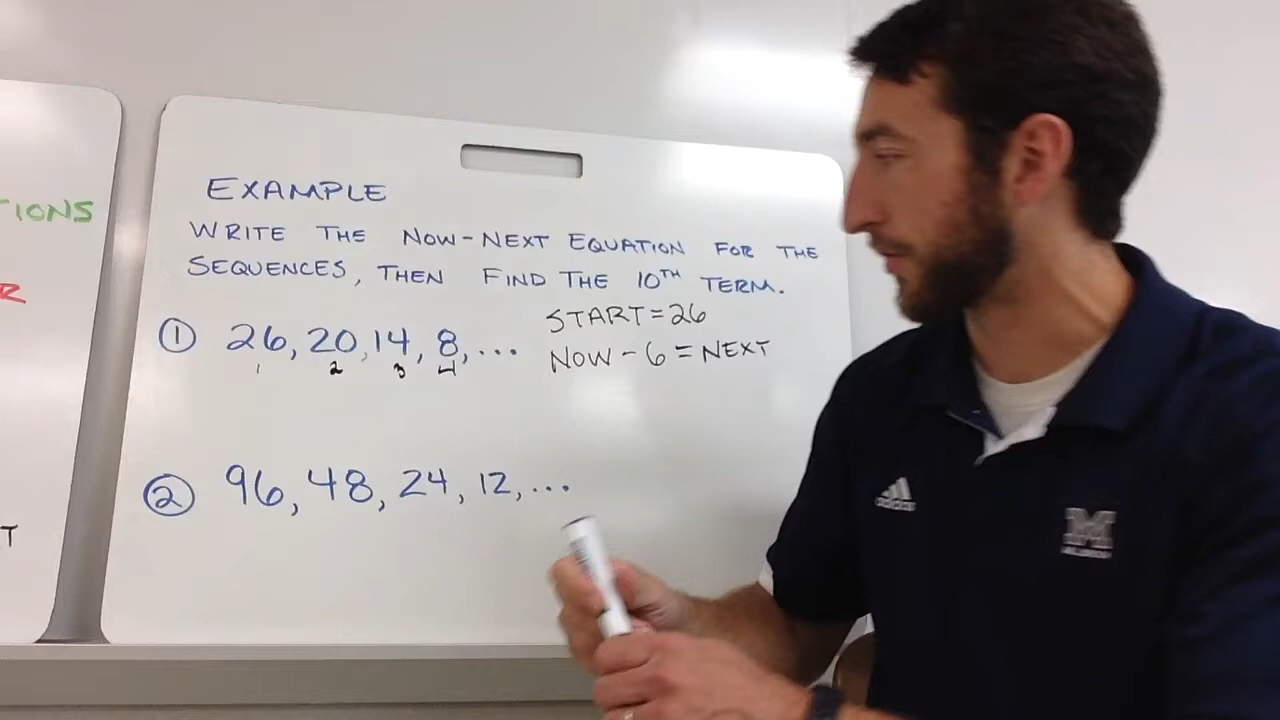 TIONS
R
T
EXAMPLE
WRITE THE NOW-NEXT EQUATION FOR THE
SEQUENCES, THEN FIND THE 10TH TERM.
① 26, 20, 14, 8, ...
1 2 3 4
START = 26
NOW - 6 = NEXT
② 96, 48, 24, 12, ...
adidas
M